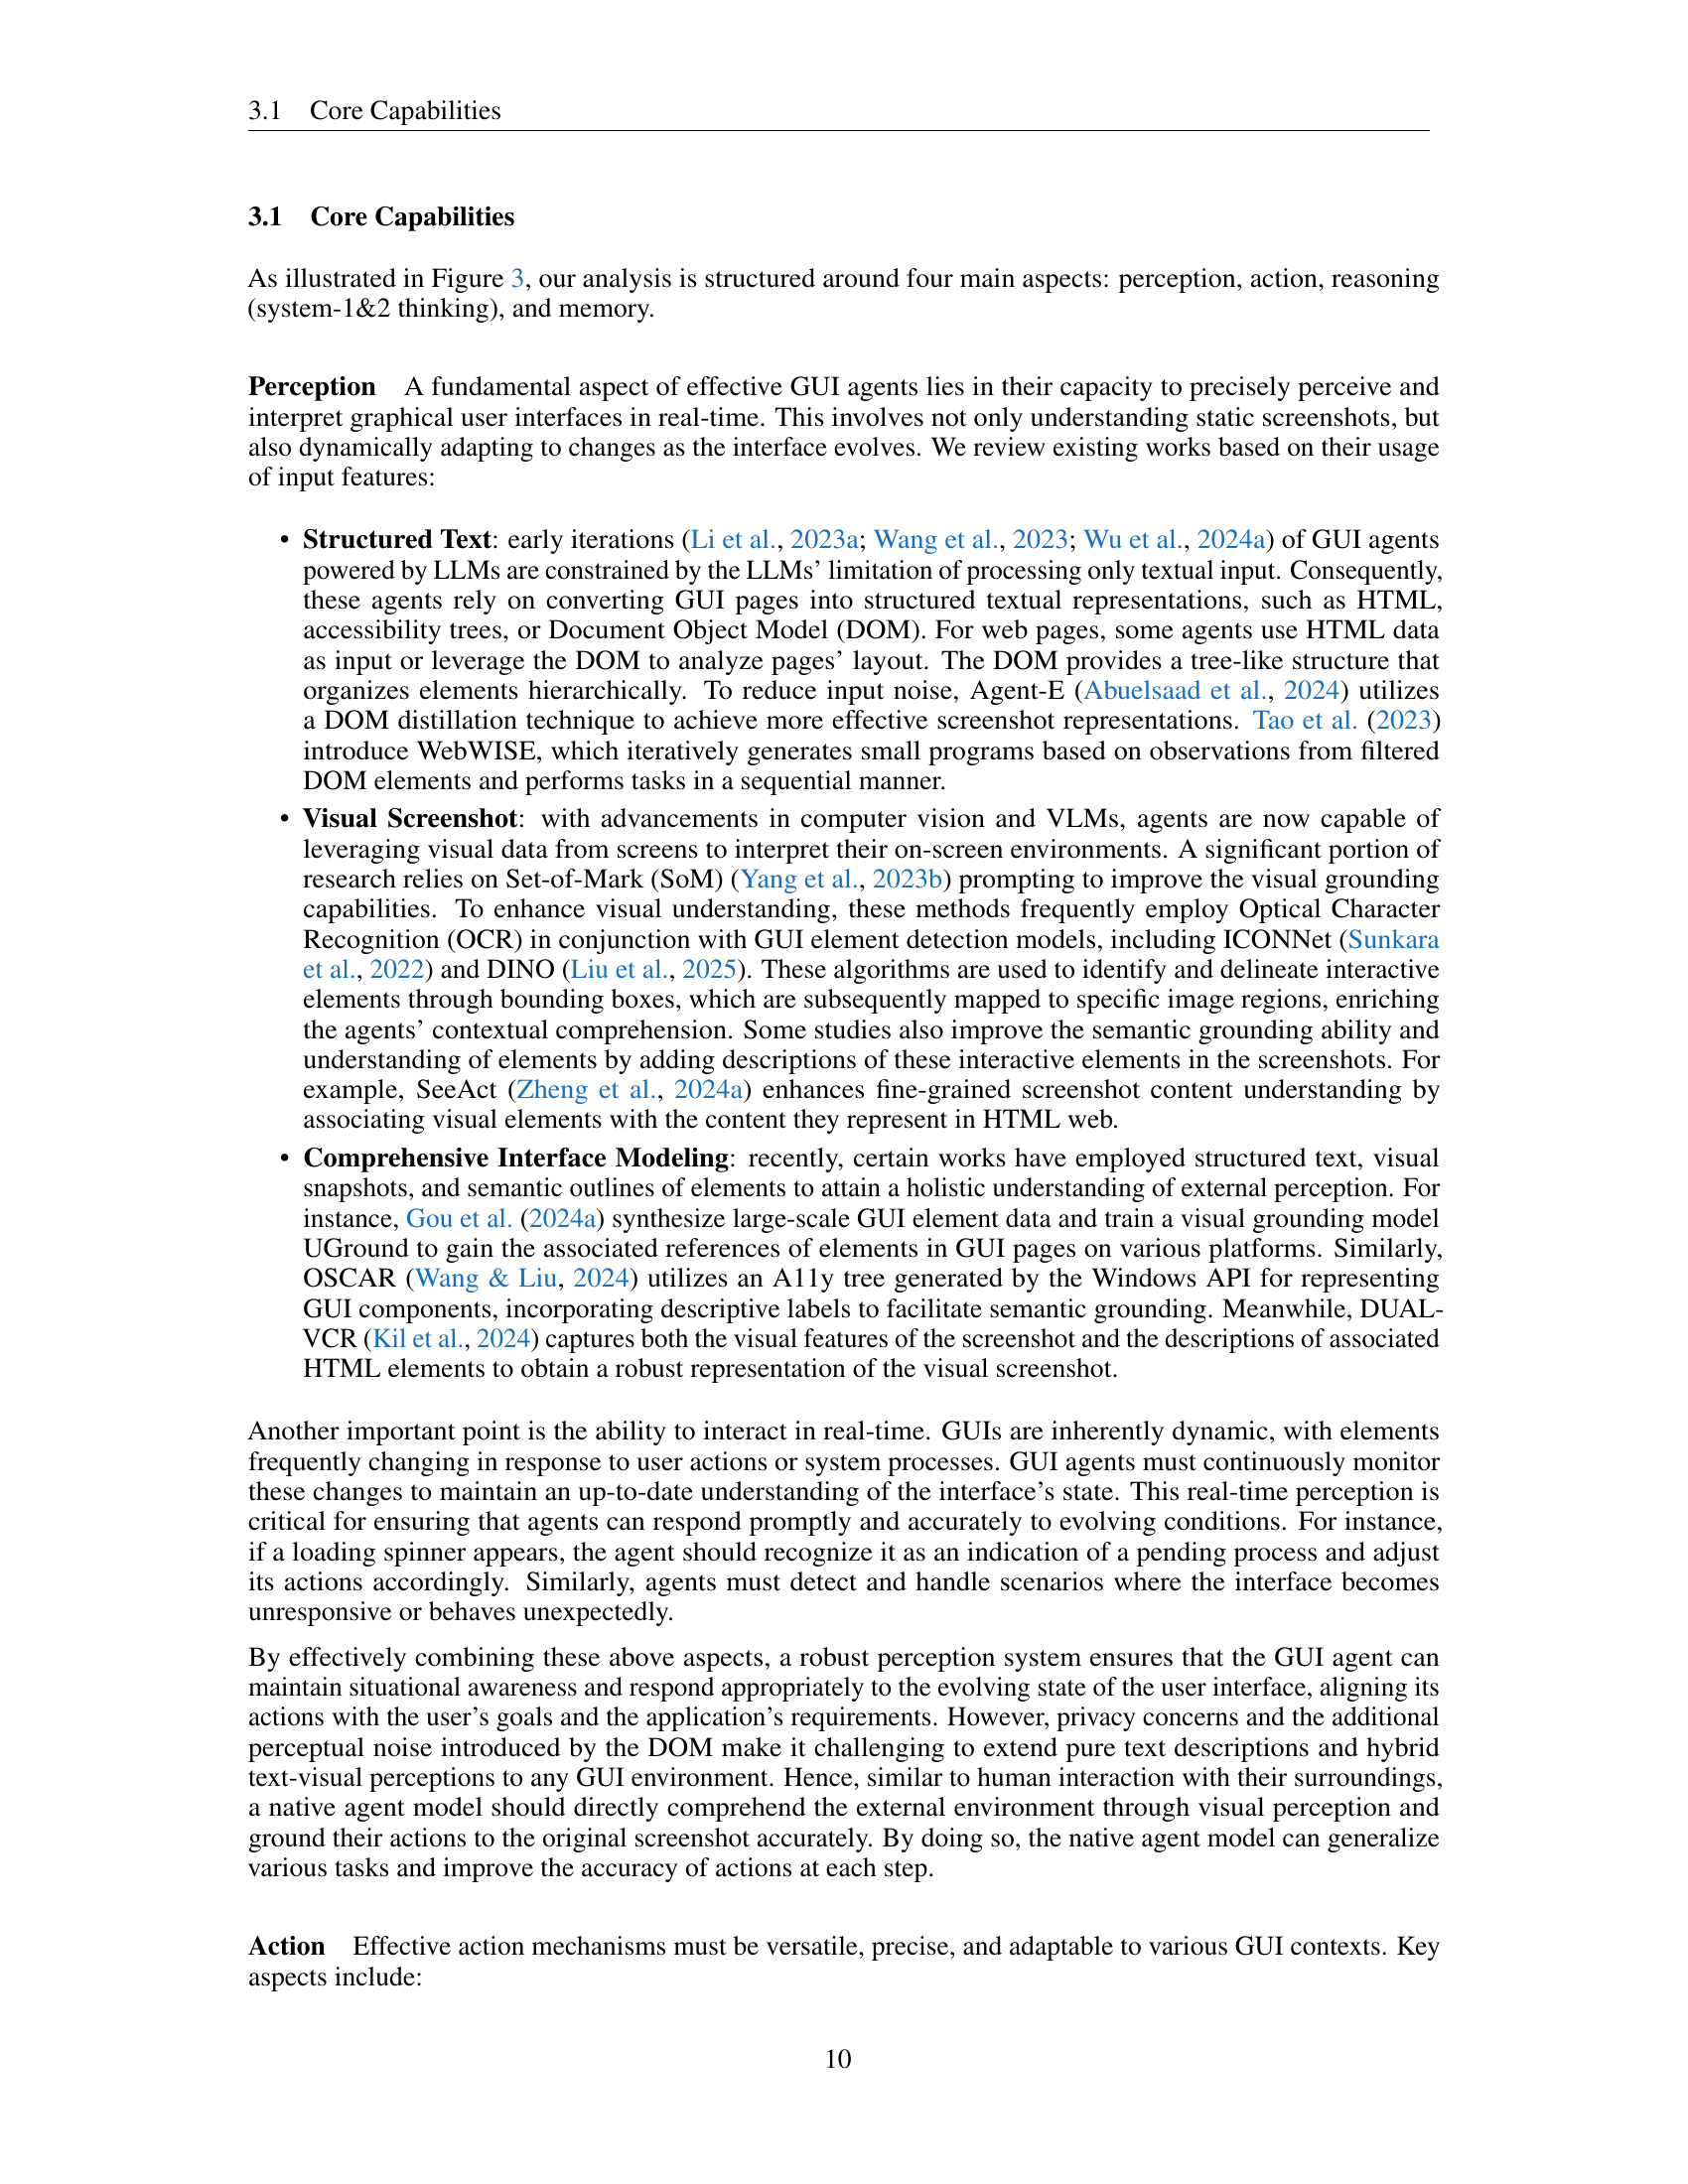 3.1 Core Capabilities
3.1 Core Capabilities
As illustrated in Figure 3, our analysis is structured around four main aspects: perception, action, reasoning
(system-1&2 thinking), and memory.
Perception A fundamental aspect of effective GUI agents lies in their capacity to precisely perceive and
interpret graphical user interfaces in real-time. This involves not only understanding static screenshots, but
also dynamically adapting to changes as the interface evolves. We review existing works based on their usage
of input features:
• Structured Text: early iterations (Li et al., 2023a; Wang et al., 2023; Wu et al., 2024a) of GUI agents
powered by LLMs are constrained by the LLMs’ limitation of processing only textual input. Consequently,
these agents rely on converting GUI pages into structured textual representations, such as HTML,
accessibility trees, or Document Object Model (DOM). For web pages, some agents use HTML data
as input or leverage the DOM to analyze pages’ layout. The DOM provides a tree-like structure that
organizes elements hierarchically. To reduce input noise, Agent-E (Abuelsaad et al., 2024) utilizes
a DOM distillation technique to achieve more effective screenshot representations. Tao et al. (2023)
introduce WebWISE, which iteratively generates small programs based on observations from filtered
DOM elements and performs tasks in a sequential manner.
• Visual Screenshot: with advancements in computer vision and VLMs, agents are now capable of
leveraging visual data from screens to interpret their on-screen environments. A significant portion of
research relies on Set-of-Mark (SoM) (Yang et al., 2023b) prompting to improve the visual grounding
capabilities. To enhance visual understanding, these methods frequently employ Optical Character
Recognition (OCR) in conjunction with GUI element detection models, including ICONNet (Sunkara
et al., 2022) and DINO (Liu et al., 2025). These algorithms are used to identify and delineate interactive
elements through bounding boxes, which are subsequently mapped to specific image regions, enriching
the agents’ contextual comprehension. Some studies also improve the semantic grounding ability and
understanding of elements by adding descriptions of these interactive elements in the screenshots. For
example, SeeAct (Zheng et al., 2024a) enhances fine-grained screenshot content understanding by
associating visual elements with the content they represent in HTML web.
• Comprehensive Interface Modeling: recently, certain works have employed structured text, visual
snapshots, and semantic outlines of elements to attain a holistic understanding of external perception. For
instance, Gou et al. (2024a) synthesize large-scale GUI element data and train a visual grounding model
UGround to gain the associated references of elements in GUI pages on various platforms. Similarly,
OSCAR (Wang & Liu, 2024) utilizes an A11y tree generated by the Windows API for representing
GUI components, incorporating descriptive labels to facilitate semantic grounding. Meanwhile, DUAL-
VCR (Kil et al., 2024) captures both the visual features of the screenshot and the descriptions of associated
HTML elements to obtain a robust representation of the visual screenshot.
Another important point is the ability to interact in real-time. GUIs are inherently dynamic, with elements
frequently changing in response to user actions or system processes. GUI agents must continuously monitor
these changes to maintain an up-to-date understanding of the interface’s state. This real-time perception is
critical for ensuring that agents can respond promptly and accurately to evolving conditions. For instance,
if a loading spinner appears, the agent should recognize it as an indication of a pending process and adjust
its actions accordingly. Similarly, agents must detect and handle scenarios where the interface becomes
unresponsive or behaves unexpectedly.
By effectively combining these above aspects, a robust perception system ensures that the GUI agent can
maintain situational awareness and respond appropriately to the evolving state of the user interface, aligning its
actions with the user’s goals and the application’s requirements. However, privacy concerns and the additional
perceptual noise introduced by the DOM make it challenging to extend pure text descriptions and hybrid
text-visual perceptions to any GUI environment. Hence, similar to human interaction with their surroundings,
a native agent model should directly comprehend the external environment through visual perception and
ground their actions to the original screenshot accurately. By doing so, the native agent model can generalize
various tasks and improve the accuracy of actions at each step.
Action Effective action mechanisms must be versatile, precise, and adaptable to various GUI contexts. Key
aspects include:
10